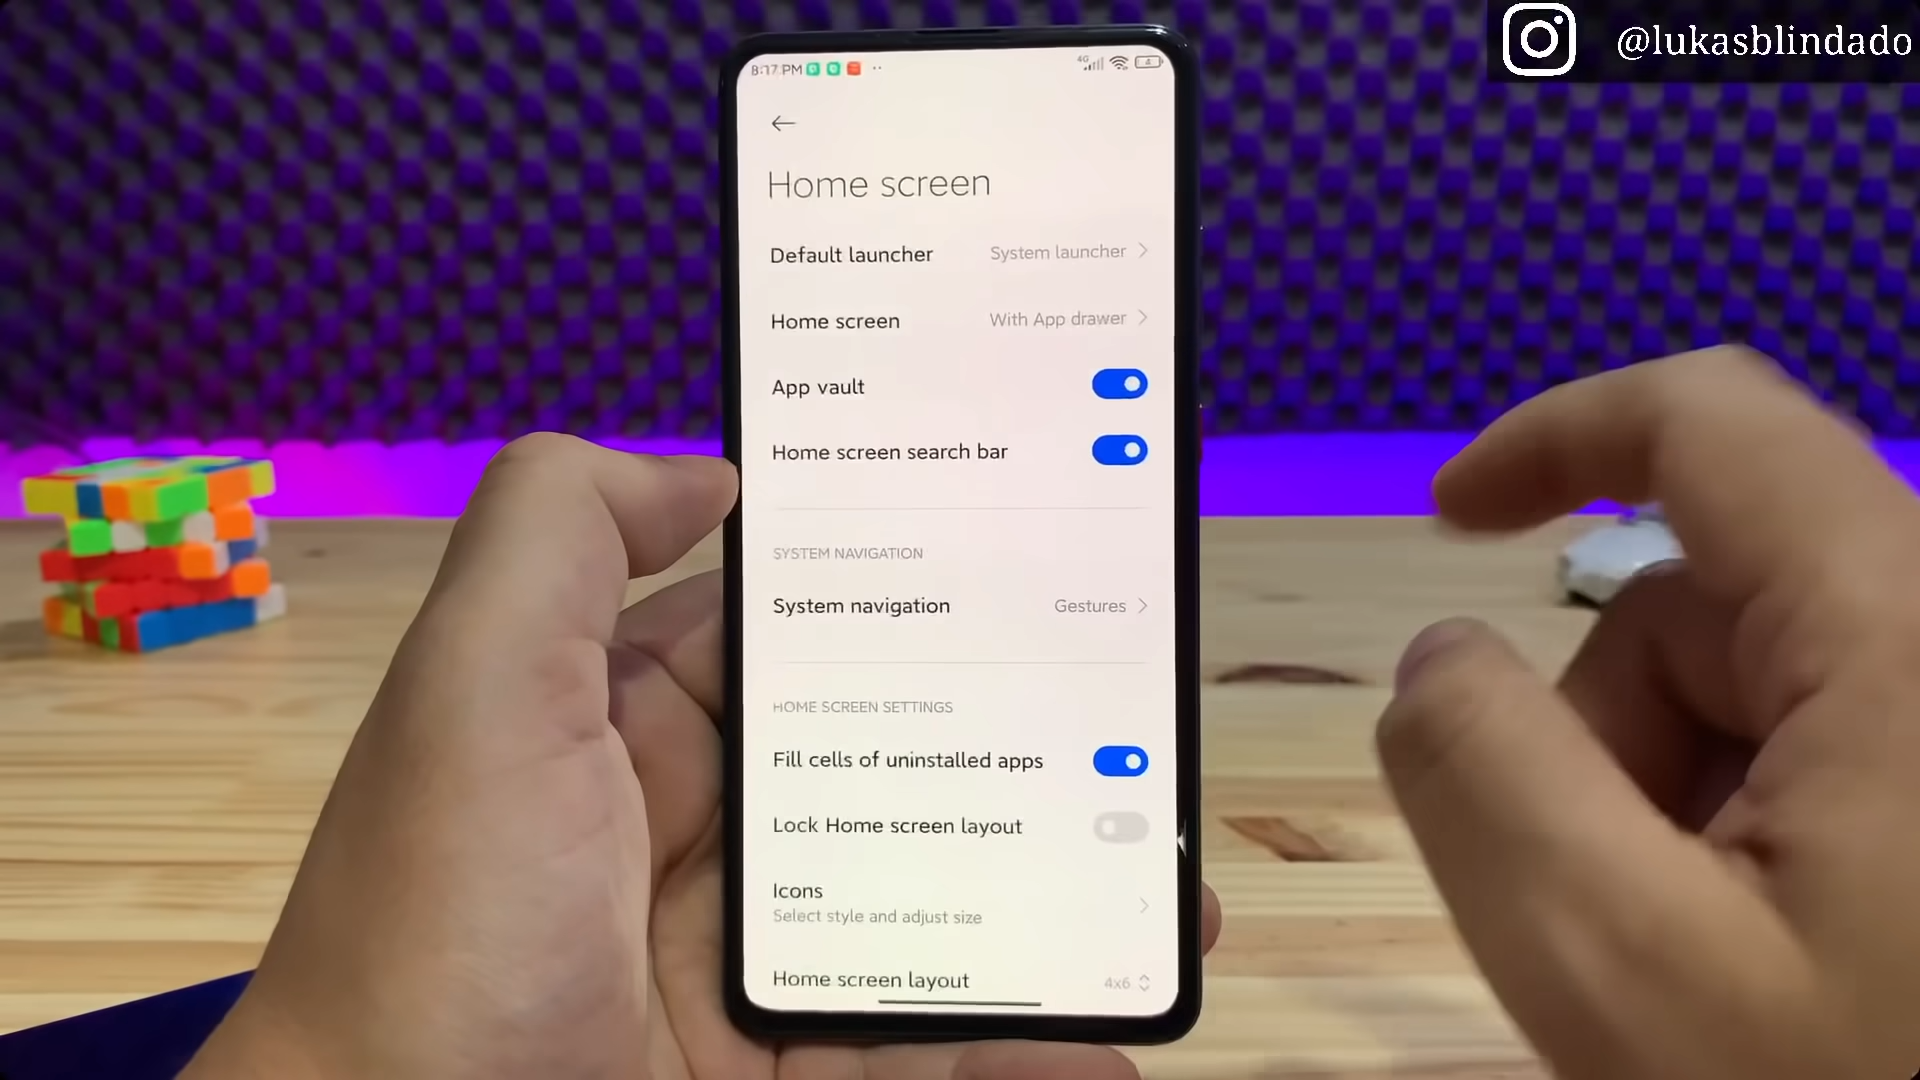 @lukasblindado
8:17 PM
4G
Home screen
Default launcher System launcher
Home screen With App drawer
App vault
Home screen search bar
SYSTEM NAVIGATION
System navigation Gestures
HOME SCREEN SETTINGS
Fill cells of uninstalled apps
Lock Home screen layout
Icons
Select style and adjust size
Home screen layout 4x6